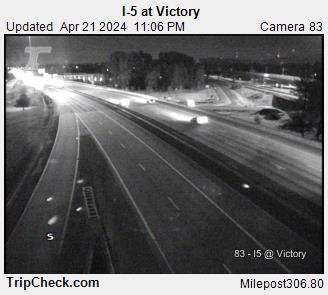 I-5 at Victory
Updated Apr 21 2024 11:06 PM Camera 83
S
83 - I5 @ Victory
TripCheck.com Milepost306.80